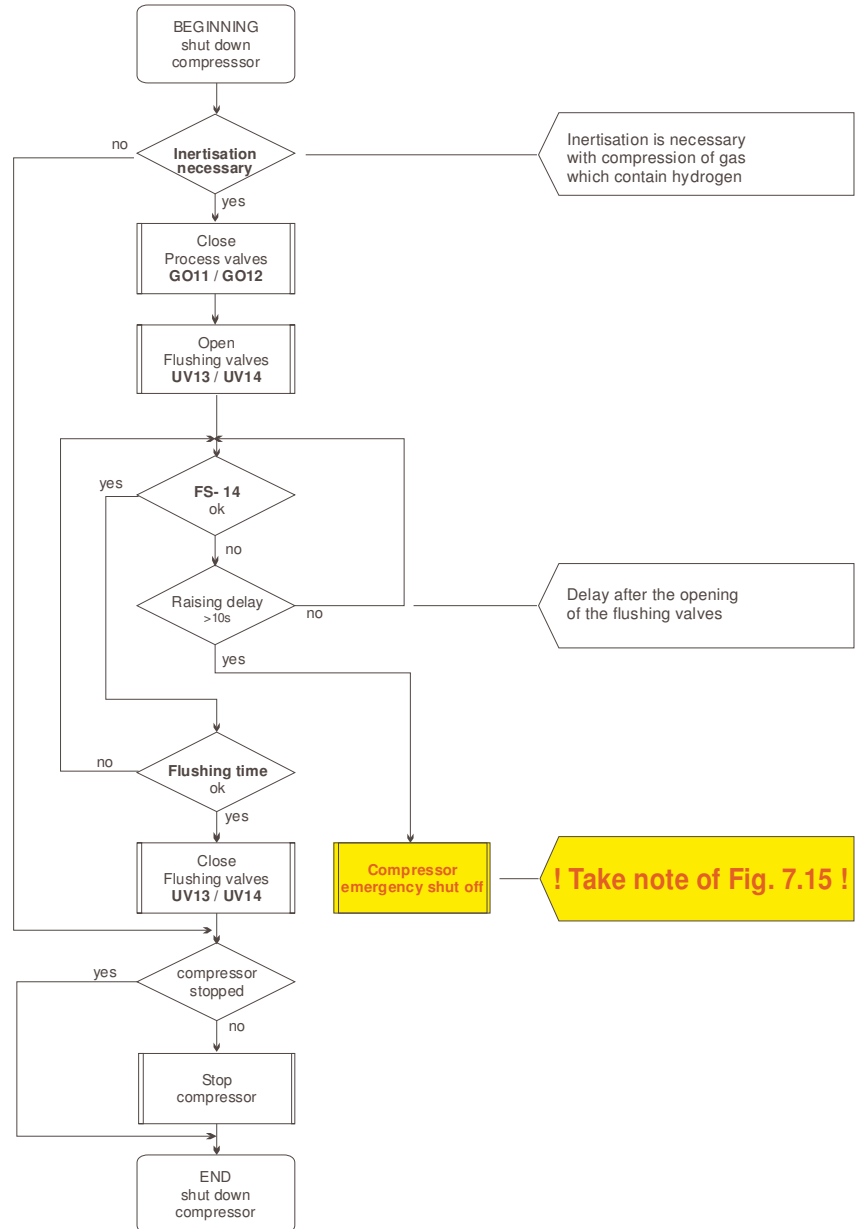 BEGINNING
shut down
compresssor
no
Inertisation
necessary
Inertisation is necessary
with compression of gas
which contain hydrogen
yes
Close
Process valves
GO11 / GO12
Open
Flushing valves
UV13 / UV14
yes
FS- 14
ok
no
Raising delay
>10s
no
Delay after the opening
of the flushing valves
yes
no
Flushing time
ok
yes
Close
Flushing valves
UV13 / UV14
Compressor
emergency shut off
! Take note of Fig. 7.15 !
yes
compressor
stopped
no
Stop
compressor
END
shut down
compressor